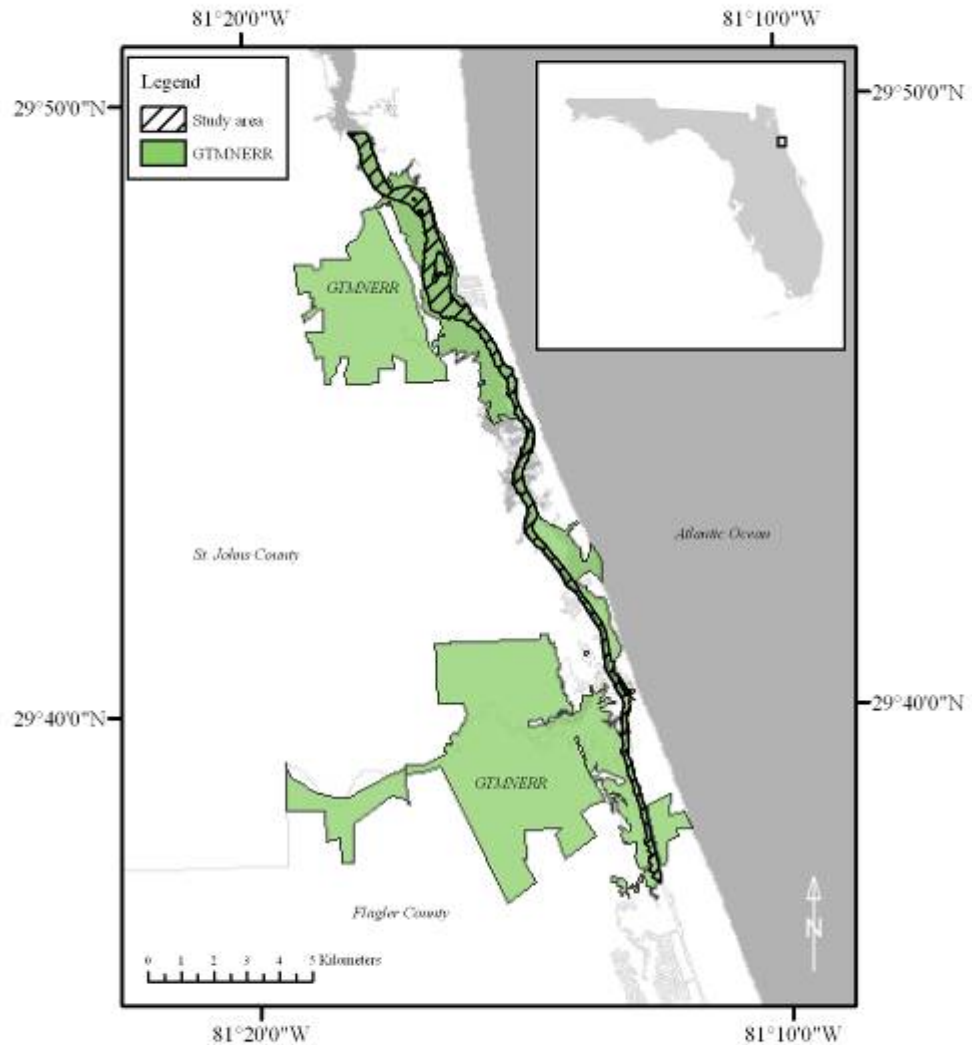 81°20'0"W
81°10'0"W
29°50'0"N
29°50'0"N
Legend
Study area
GTMNERR
GTMNERR
Atlantic Ocean
St. Johns County
29°40'0"N
29°40'0"N
GTMNERR
Flagler County
N
0 1 2 3 4 5 Kilometers
81°20'0"W
81°10'0"W